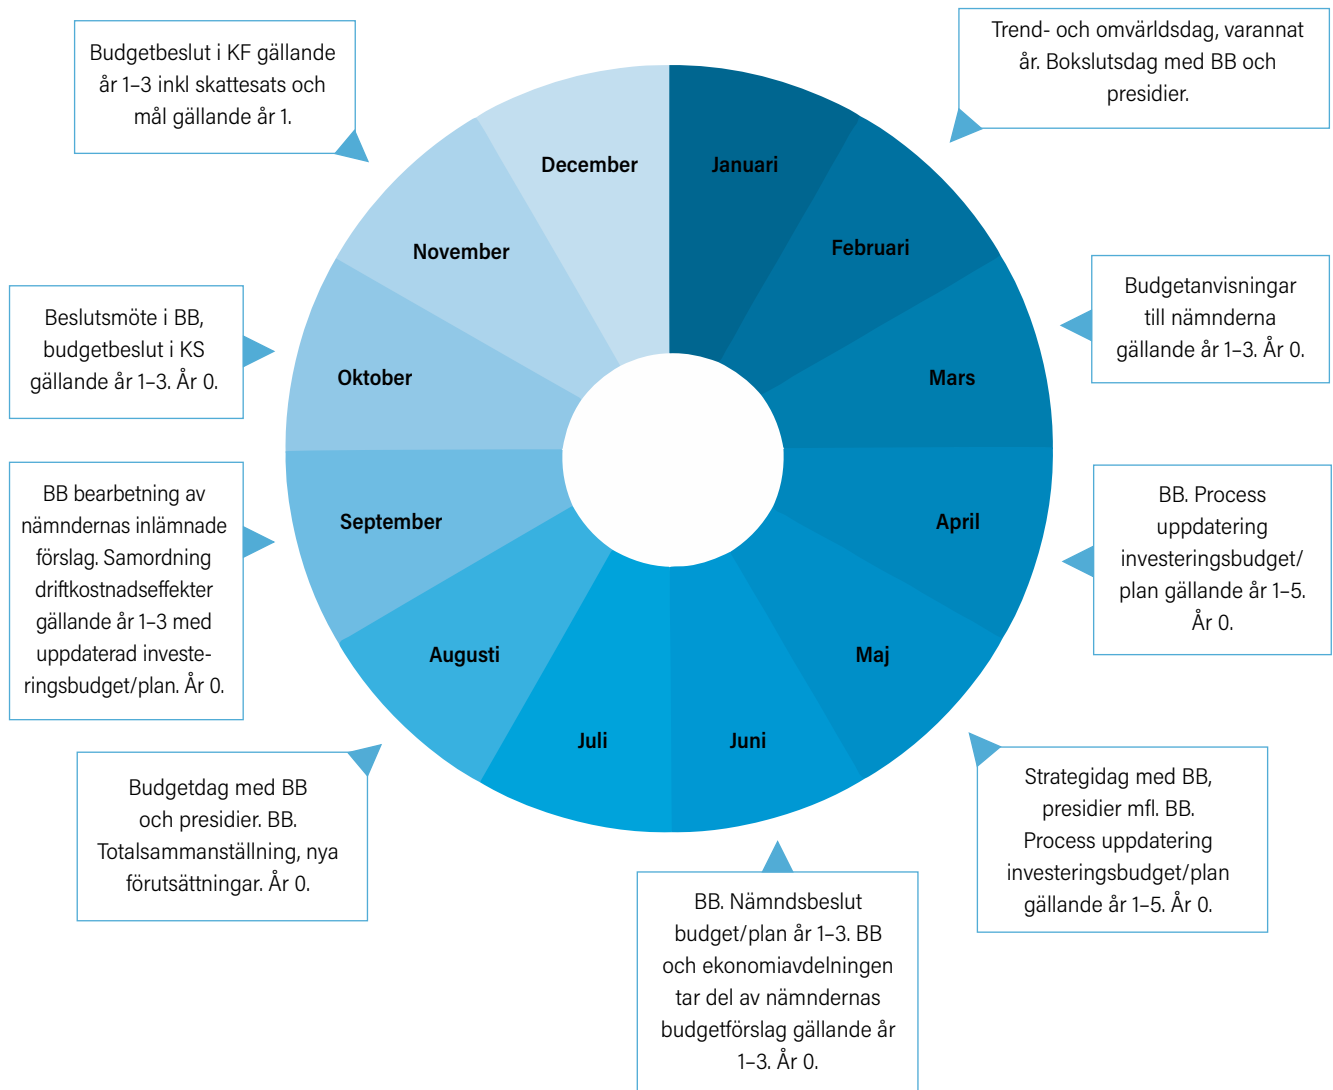 Budgetbeslut i KF gällande
år 1–3 inkl skattesats och
mål gällande år 1.
Trend- och omvärldsdag, varannat
år. Bokslutsdag med BB och
presidier.
December
Januari
November
Februari
Oktober
Mars
September
April
Augusti
Maj
Juli
Juni
Beslutsmöte i BB,
budgetbeslut i KS
gällande år 1–3. År 0.
Budgetanvisningar
till nämnderna
gällande år 1–3. År 0.
BB bearbetning av
nämndernas inlämnade
förslag. Samordning
driftkostnadseffekter
gällande år 1–3 med
uppdaterad investe-
ringsbudget/plan. År 0.
BB. Process
uppdatering
investeringsbudget/
plan gällande år 1–5.
År 0.
Budgetdag med BB
och presidier. BB.
Totalsammanställning, nya
förutsättningar. År 0.
Strategidag med BB,
presidier mfl. BB.
Process uppdatering
investeringsbudget/plan
gällande år 1–5. År 0.
BB. Nämndsbeslut
budget/plan år 1–3. BB
och ekonomiavdelningen
tar del av nämndernas
budgetförslag gällande år
1–3. År 0.